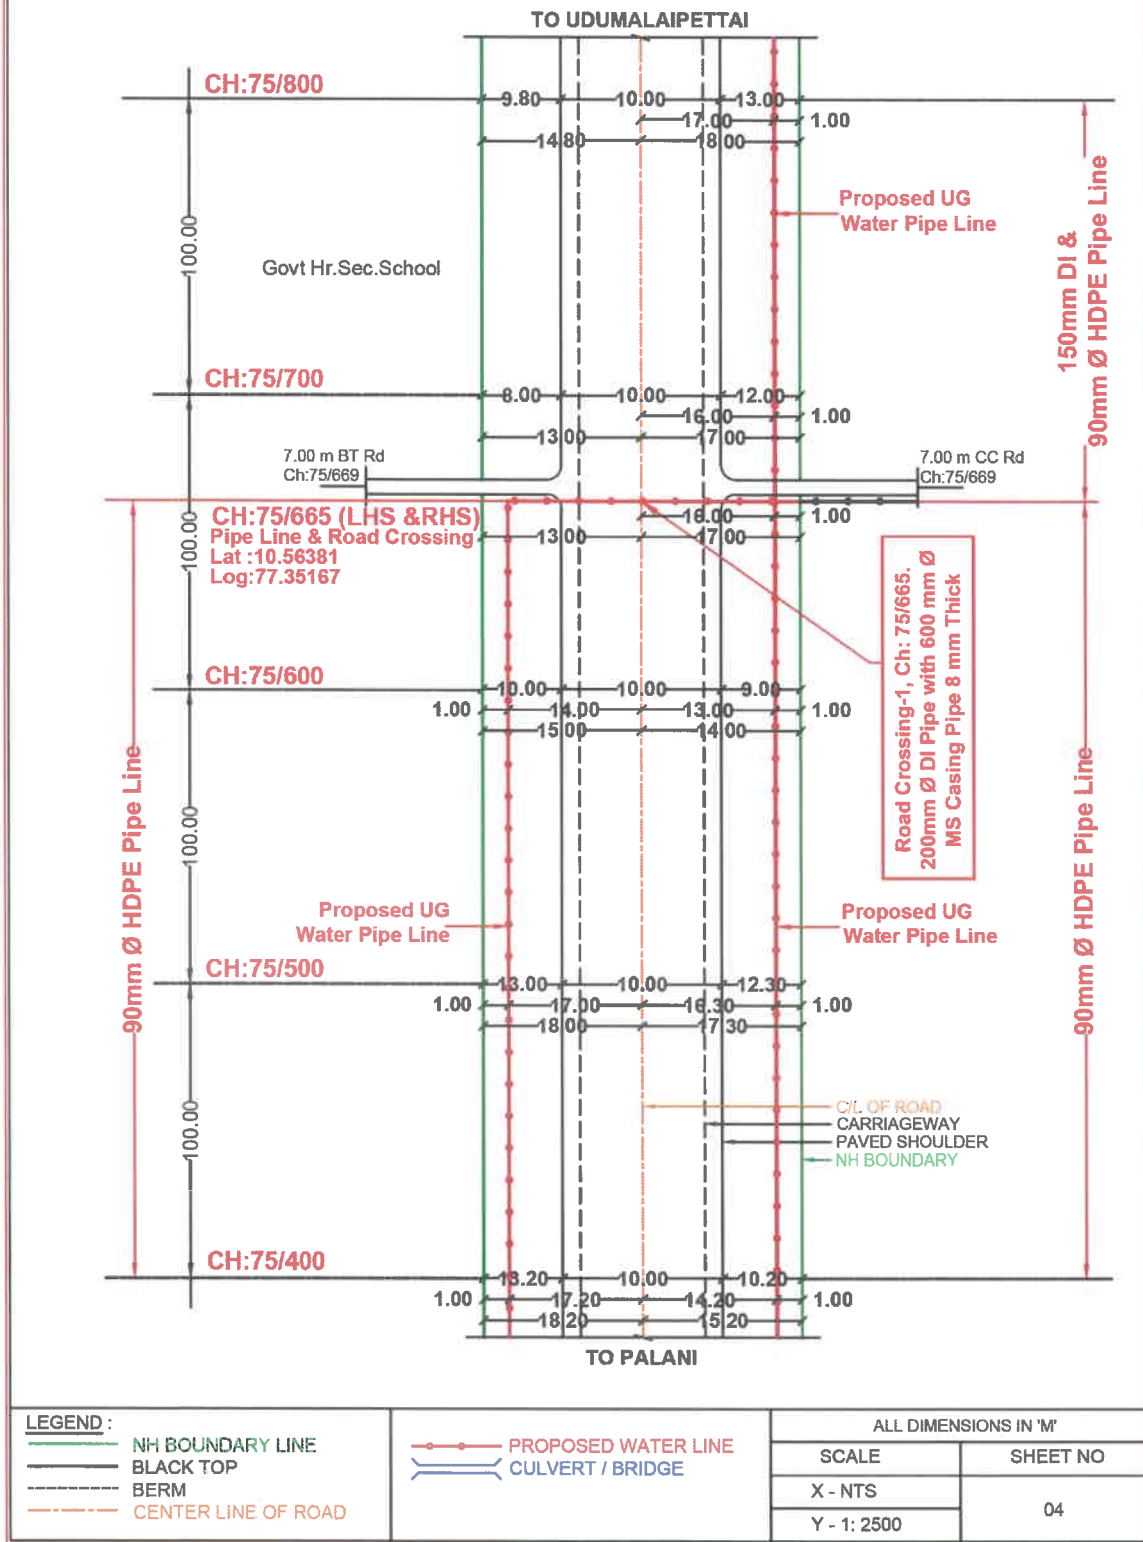 TO UDUMALAIPETTAI
CH:75/800
9.80 10.00 13.00
17.00 1.00
14.80 18.00
Proposed UG
Water Pipe Line
150mm DI &
90mm Ø HDPE Pipe Line
100.00
Govt Hr.Sec.School
CH:75/700
8.00 10.00 12.00
16.00 1.00
13.00 17.00
7.00 m BT Rd
Ch:75/669
7.00 m CC Rd
Ch:75/669
CH:75/665 (LHS &RHS)
Pipe Line & Road Crossing
Lat :10.56381
Log:77.35167
16.00 1.00
13.00 17.00
100.00
Road Crossing-1, Ch: 75/665.
200mm Ø DI Pipe with 600 mm Ø
MS Casing Pipe 8 mm Thick
CH:75/600
10.00 10.00 9.00
1.00 14.00 13.00 1.00
15.00 14.00
90mm Ø HDPE Pipe Line
100.00
90mm Ø HDPE Pipe Line
Proposed UG
Water Pipe Line
Proposed UG
Water Pipe Line
CH:75/500
13.00 10.00 12.30
1.00 17.00 16.30 1.00
18.00 17.30
100.00
C/L OF ROAD
CARRIAGEWAY
PAVED SHOULDER
NH BOUNDARY
CH:75/400
13.20 10.00 10.20
1.00 17.20 14.20 1.00
18.20 15.20
TO PALANI
LEGEND :
NH BOUNDARY LINE
BLACK TOP
BERM
CENTER LINE OF ROAD
PROPOSED WATER LINE
CULVERT / BRIDGE
ALL DIMENSIONS IN 'M'
SCALE
SHEET NO
X - NTS
Y - 1: 2500
04